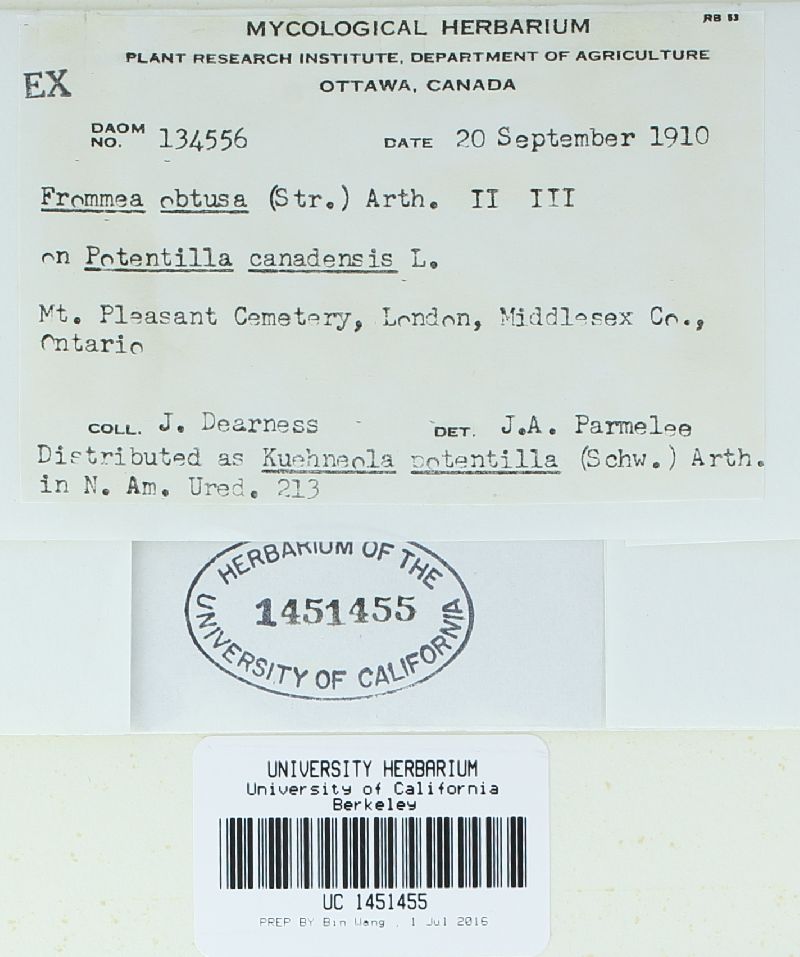 RB 53
MYCOLOGICAL HERBARIUM
PLANT RESEARCH INSTITUTE, DEPARTMENT OF AGRICULTURE
EX
OTTAWA, CANADA
DAOM NO. 134556 DATE 20 September 1910
Frommea obtusa (Str.) Arth. II III
on Potentilla canadensis L.
Mt. Pleasant Cemetery, London, Middlesex Co.,
Ontario
COLL. J. Dearness DET. J.A. Parmelee
Distributed as Kuehneola potentilla (Schw.) Arth.
in N. Am. Ured. 213
HERBARIUM OF THE
1451455
UNIVERSITY OF CALIFORNIA
UNIVERSITY HERBARIUM
University of California
Berkeley
UC 1451455
PREP BY Bin Wang , 1 Jul 2016